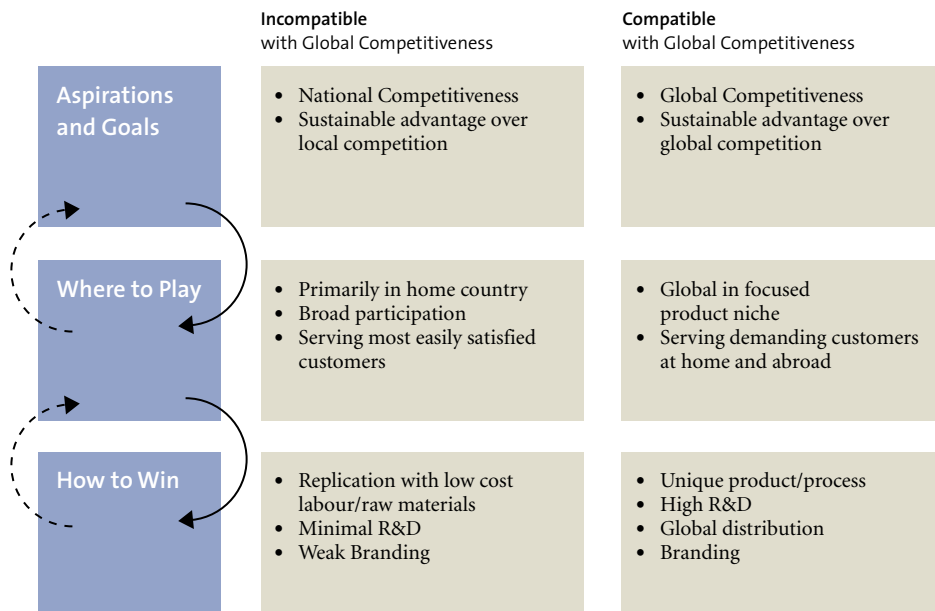 Incompatible
with Global Competitiveness
Compatible
with Global Competitiveness
Aspirations
and Goals
• National Competitiveness
• Sustainable advantage over
local competition
• Global Competitiveness
• Sustainable advantage over
global competition
Where to Play
• Primarily in home country
• Broad participation
• Serving most easily satisfied
customers
• Global in focused
product niche
• Serving demanding customers
at home and abroad
How to Win
• Replication with low cost
labour/raw materials
• Minimal R&D
• Weak Branding
• Unique product/process
• High R&D
• Global distribution
• Branding